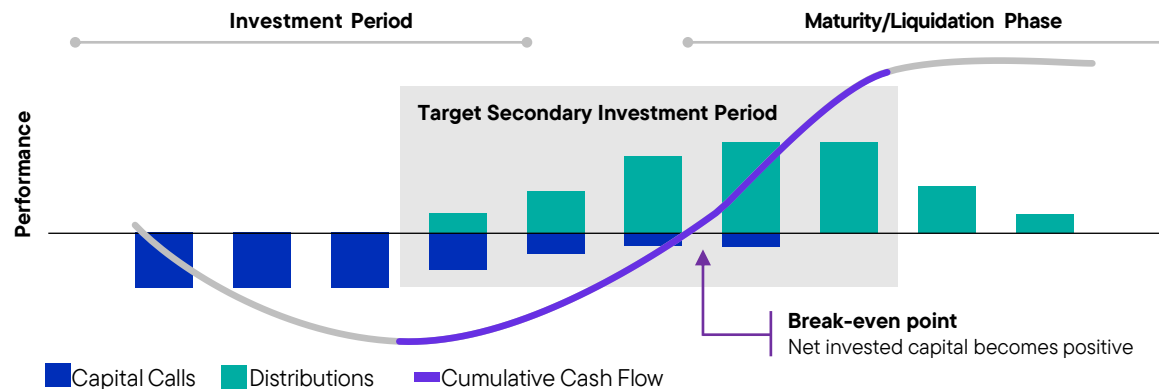 Investment Period
Maturity/Liquidation Phase
Target Secondary Investment Period
Performance
Break-even point
Net invested capital becomes positive
Capital Calls
Distributions
Cumulative Cash Flow